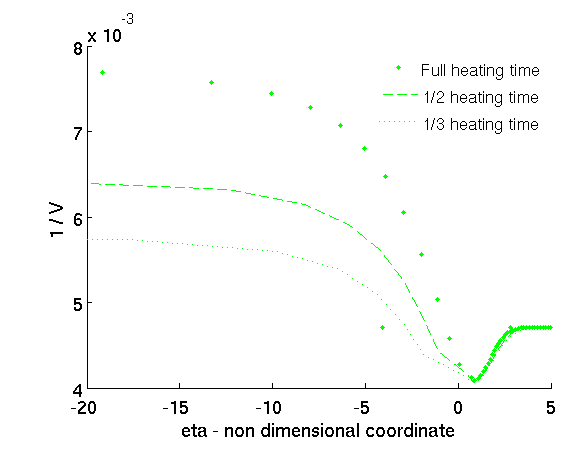 x 10
-3
8
7
6
5
4
1 / V
Full heating time
1/2 heating time
1/3 heating time
-20
-15
-10
-5
0
5
eta - non dimensional coordinate